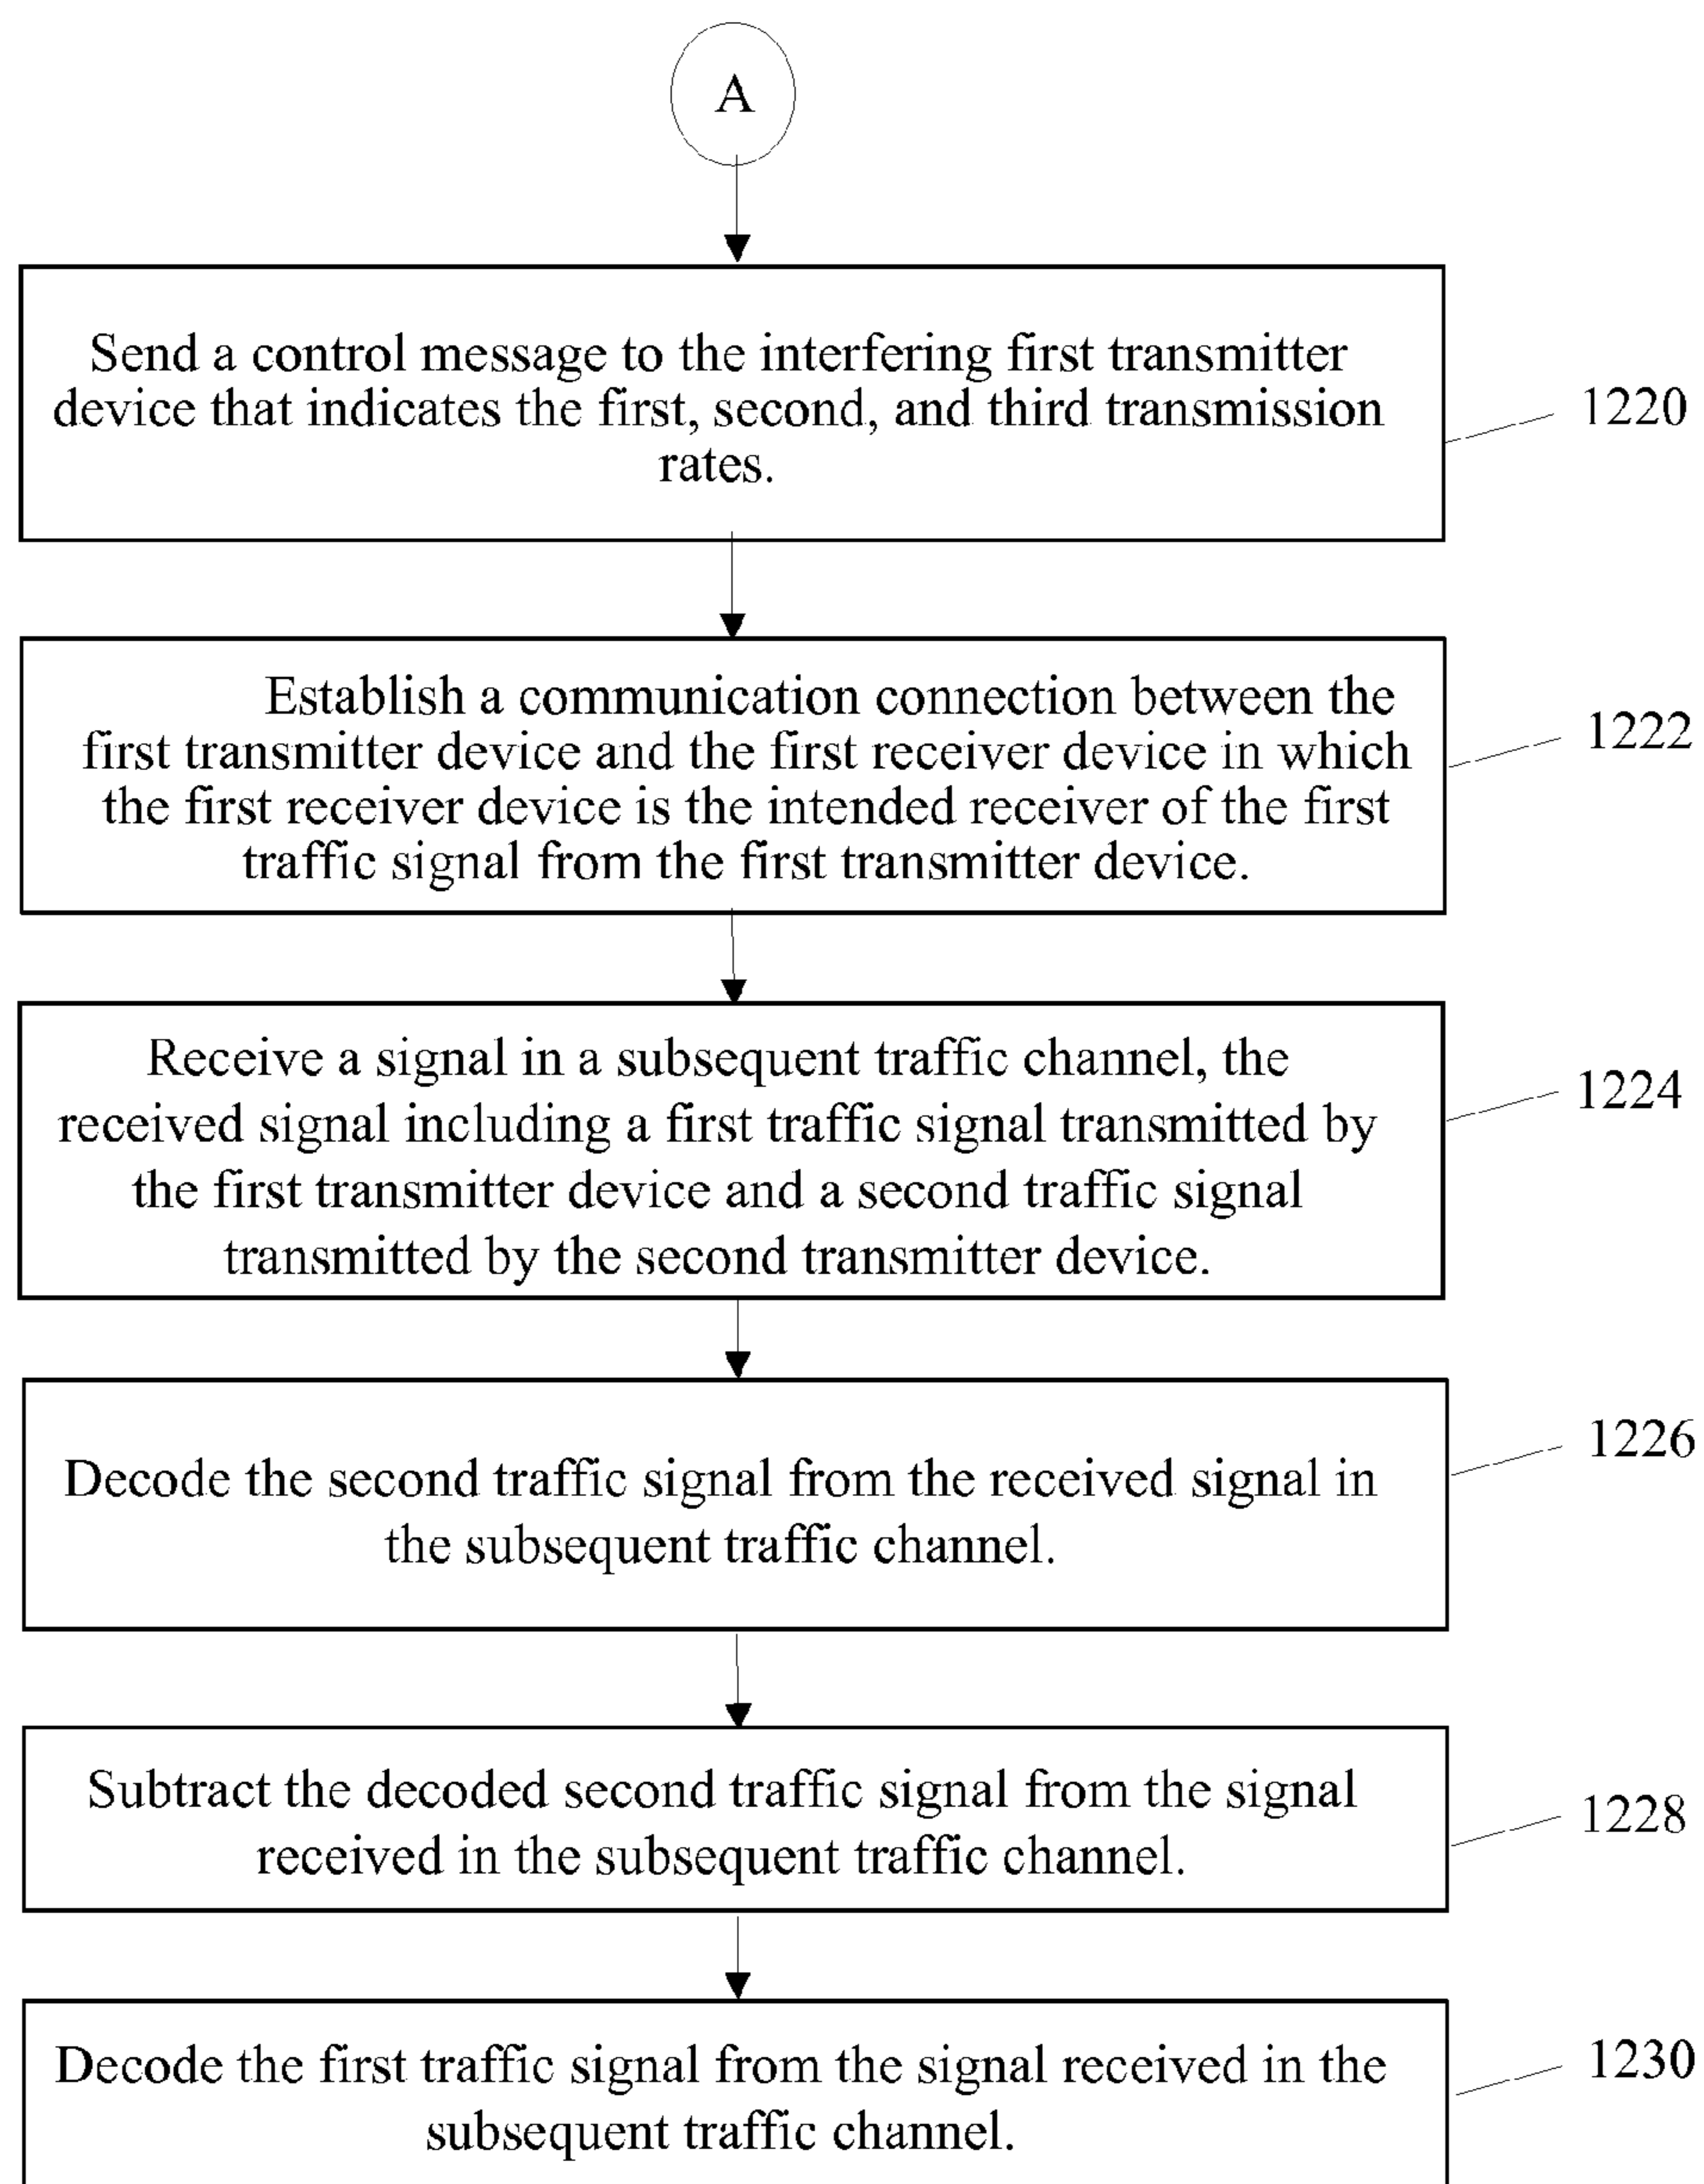 A
Send a control message to the interfering first transmitter
device that indicates the first, second, and third transmission
rates.
1220
Establish a communication connection between the
first transmitter device and the first receiver device in which
the first receiver device is the intended receiver of the first
traffic signal from the first transmitter device.
1222
Receive a signal in a subsequent traffic channel, the
received signal including a first traffic signal transmitted by
the first transmitter device and a second traffic signal
transmitted by the second transmitter device.
1224
Decode the second traffic signal from the received signal in
the subsequent traffic channel.
1226
Subtract the decoded second traffic signal from the signal
received in the subsequent traffic channel.
1228
Decode the first traffic signal from the signal received in the
subsequent traffic channel.
1230